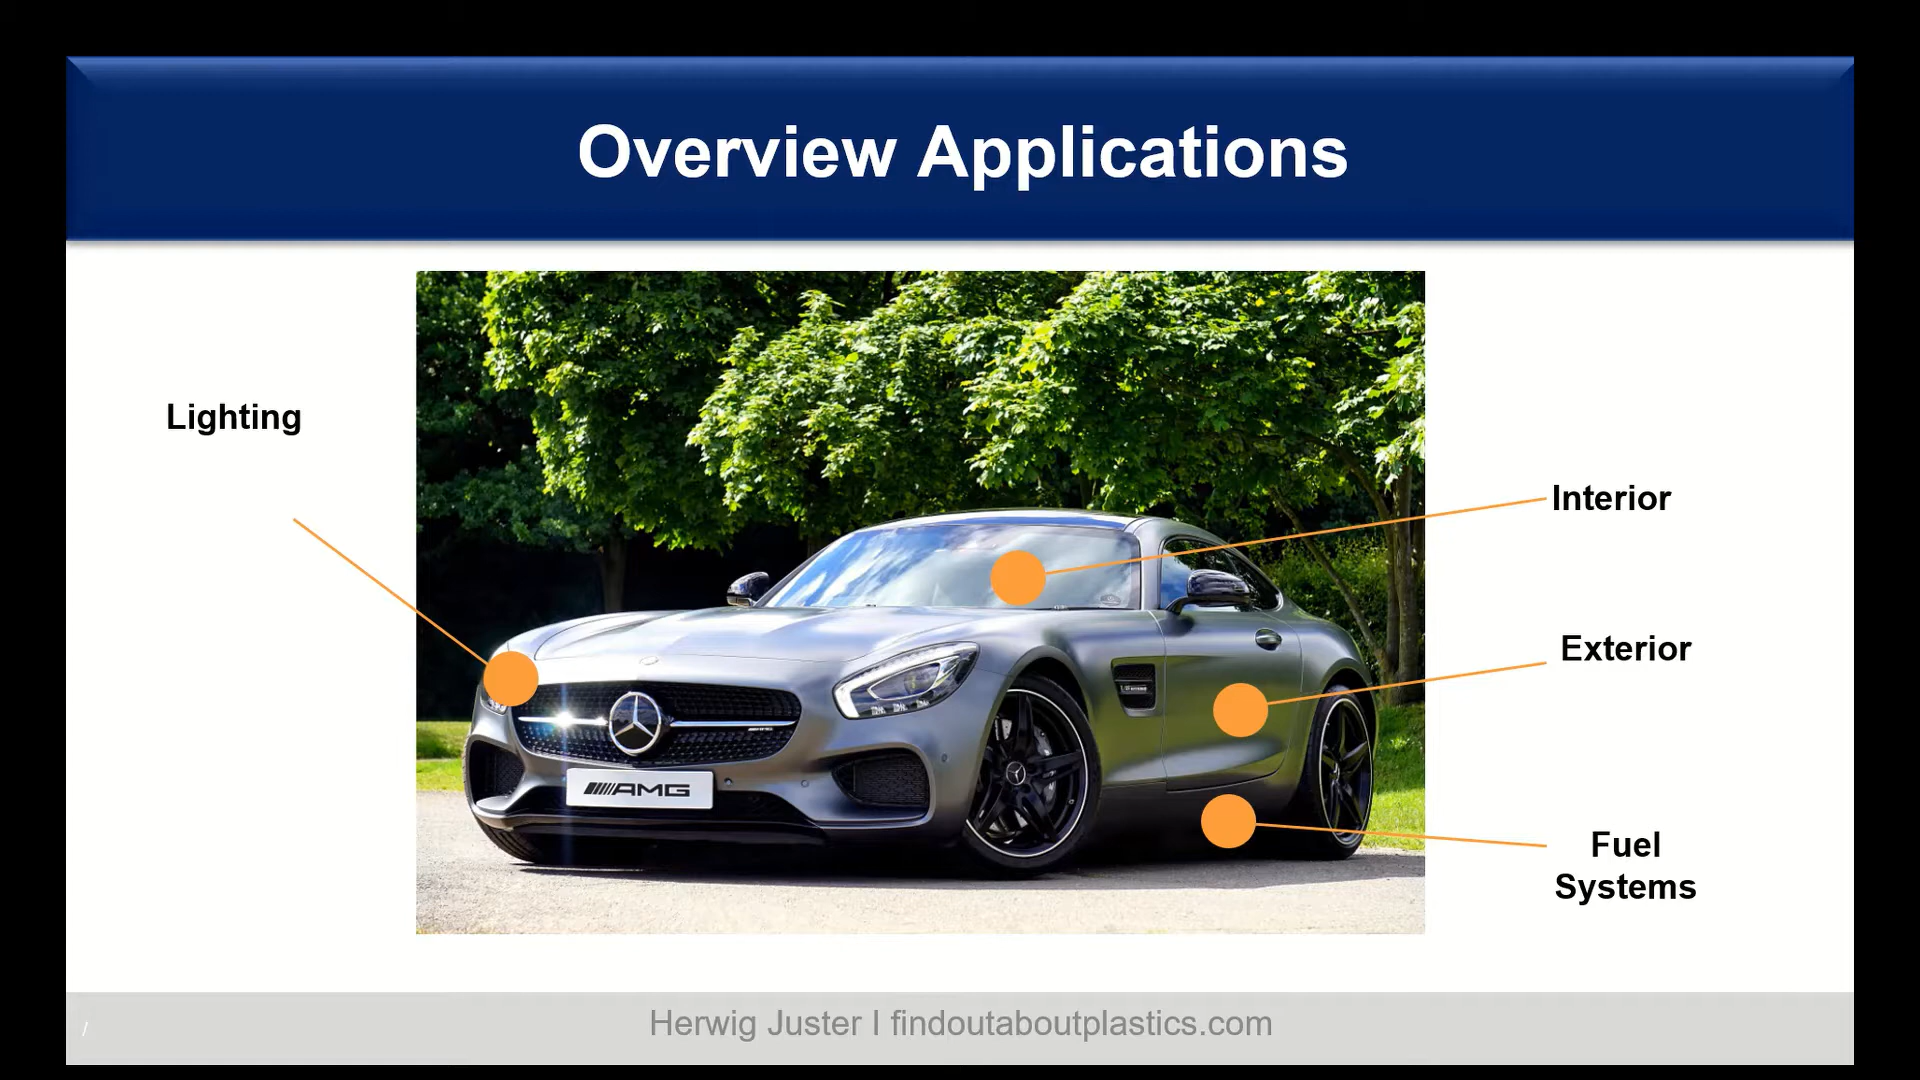 Overview Applications
Lighting
Interior
Exterior
Fuel
Systems
AMG
/
Herwig Juster I findoutaboutplastics.com